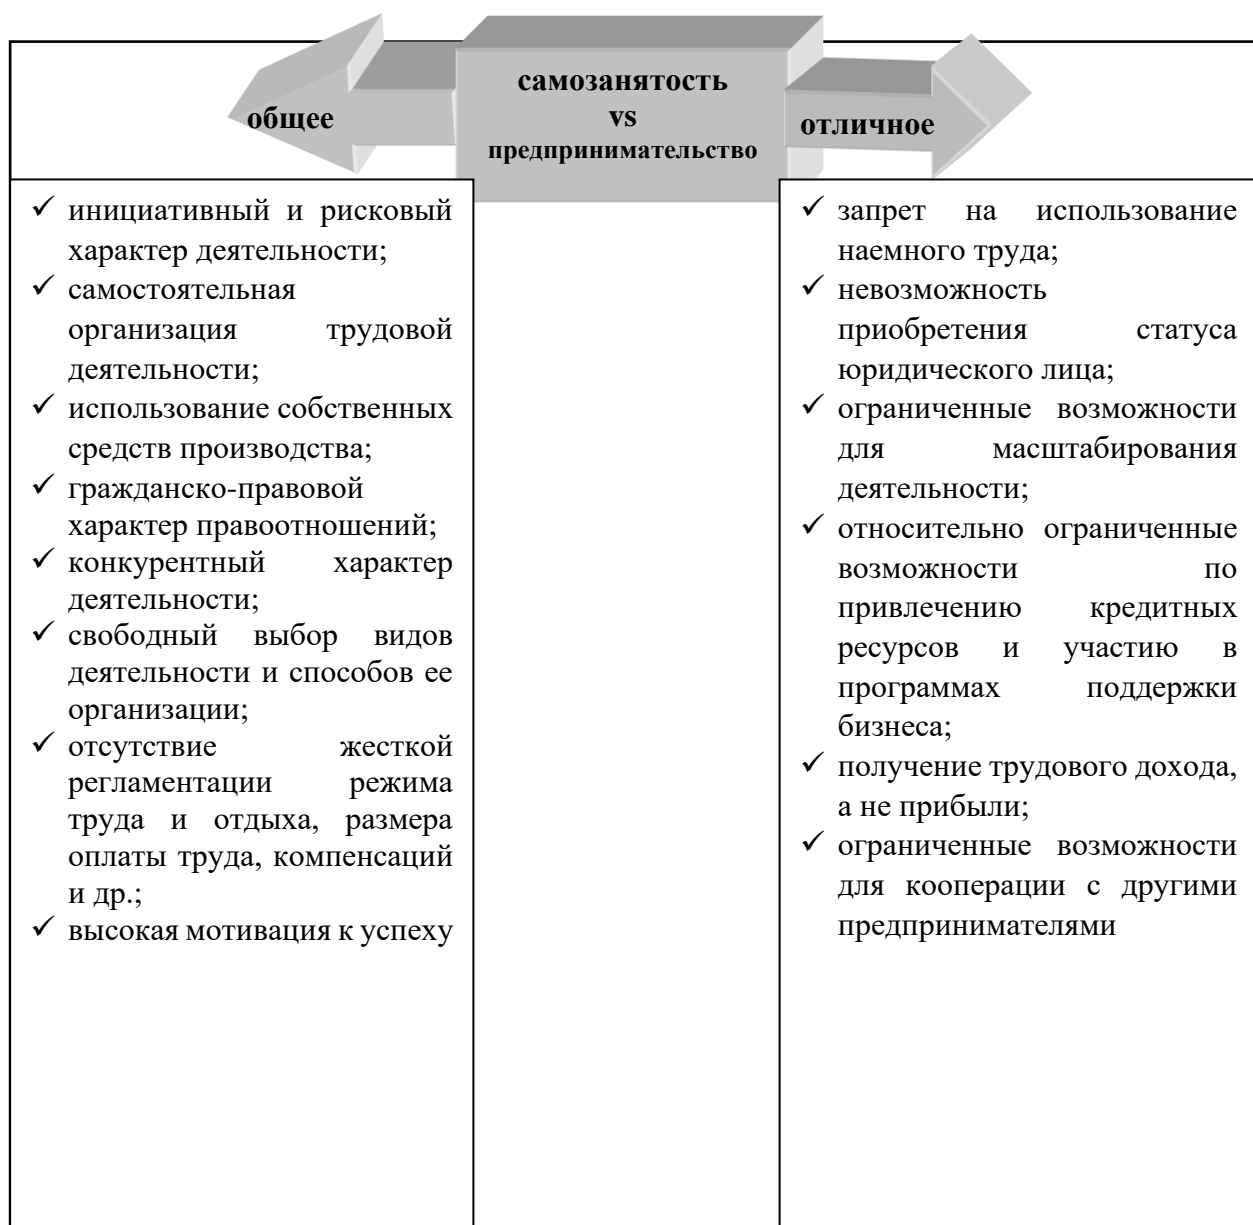 самозанятость
vs
предпринимательство
общее
отличное
✓ инициативный и рисковый
характер деятельности;
✓ самостоятельная
организация трудовой
деятельности;
✓ использование собственных
средств производства;
✓ гражданско-правовой
характер правоотношений;
✓ конкурентный характер
деятельности;
✓ свободный выбор видов
деятельности и способов ее
организации;
✓ отсутствие жесткой
регламентации режима
труда и отдыха, размера
оплаты труда, компенсаций
и др.;
✓ высокая мотивация к успеху
✓ запрет на использование
наемного труда;
✓ невозможность
приобретения статуса
юридического лица;
✓ ограниченные возможности
для масштабирования
деятельности;
✓ относительно ограниченные
возможности по
привлечению кредитных
ресурсов и участию в
программах поддержки
бизнеса;
✓ получение трудового дохода,
а не прибыли;
✓ ограниченные возможности
для кооперации с другими
предпринимателями